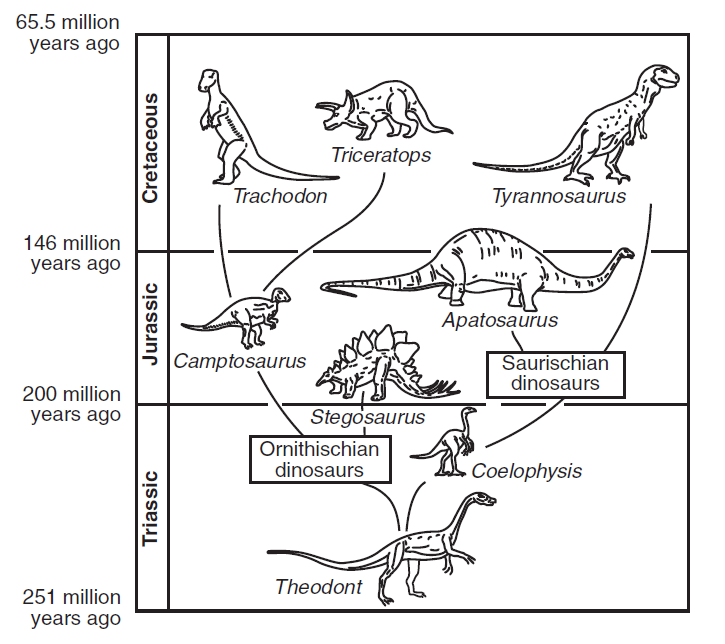 65.5 million
years ago
Cretaceous
Triceratops
Trachodon
Tyrannosaurus
146 million
years ago
Jurassic
Apatosaurus
Camptosaurus
Saurischian
dinosaurs
200 million
years ago
Stegosaurus
Ornithischian
dinosaurs
Coelophysis
Triassic
Theodont
251 million
years ago